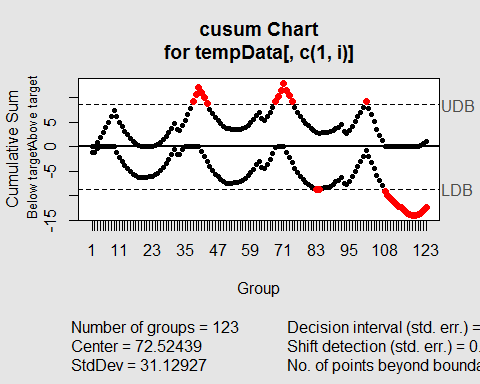 cusum Chart
for tempData[, c(1, i)]
Cumulative Sum
Below target Above target
5
0
-5
-15
UDB
LDB
1 11 23 35 47 59 71 83 95 108 123
Group
Number of groups = 123
Center = 72.52439
StdDev = 31.12927
Decision interval (std. err.) =
Shift detection (std. err.) = 0.
No. of points beyond bounda